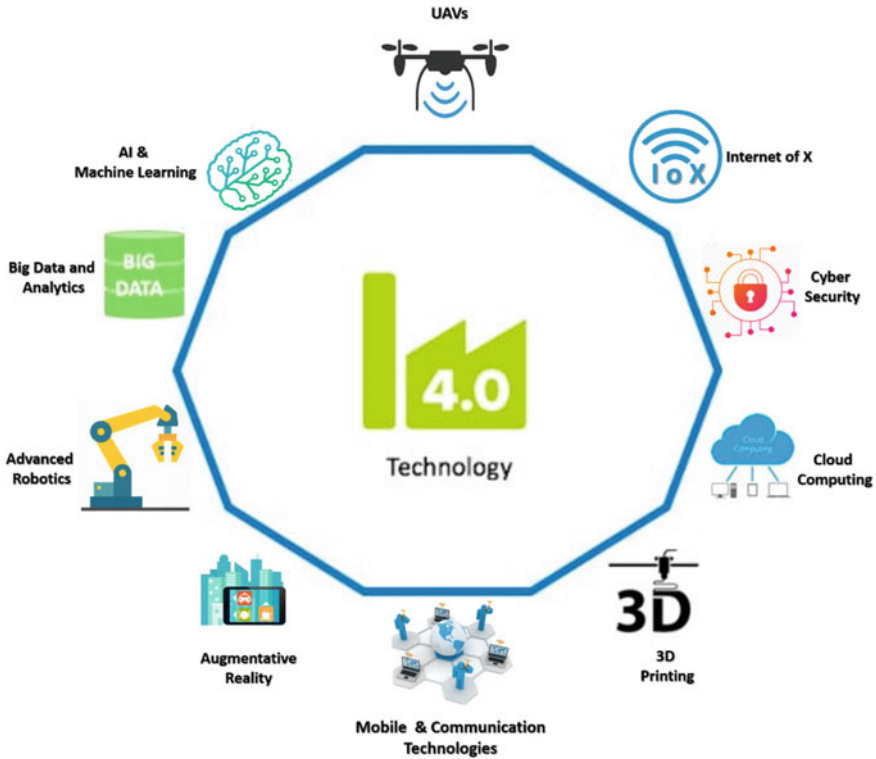 UAVs
AI &
Machine Learning
IoX
Internet of X
Big Data and
Analytics
BIG
DATA
Cyber
Security
4.0
Technology
Advanced
Robotics
Cloud
Computing
Cloud
Computing
3D
Augmentative
Reality
3D
Printing
Mobile & Communication
Technologies